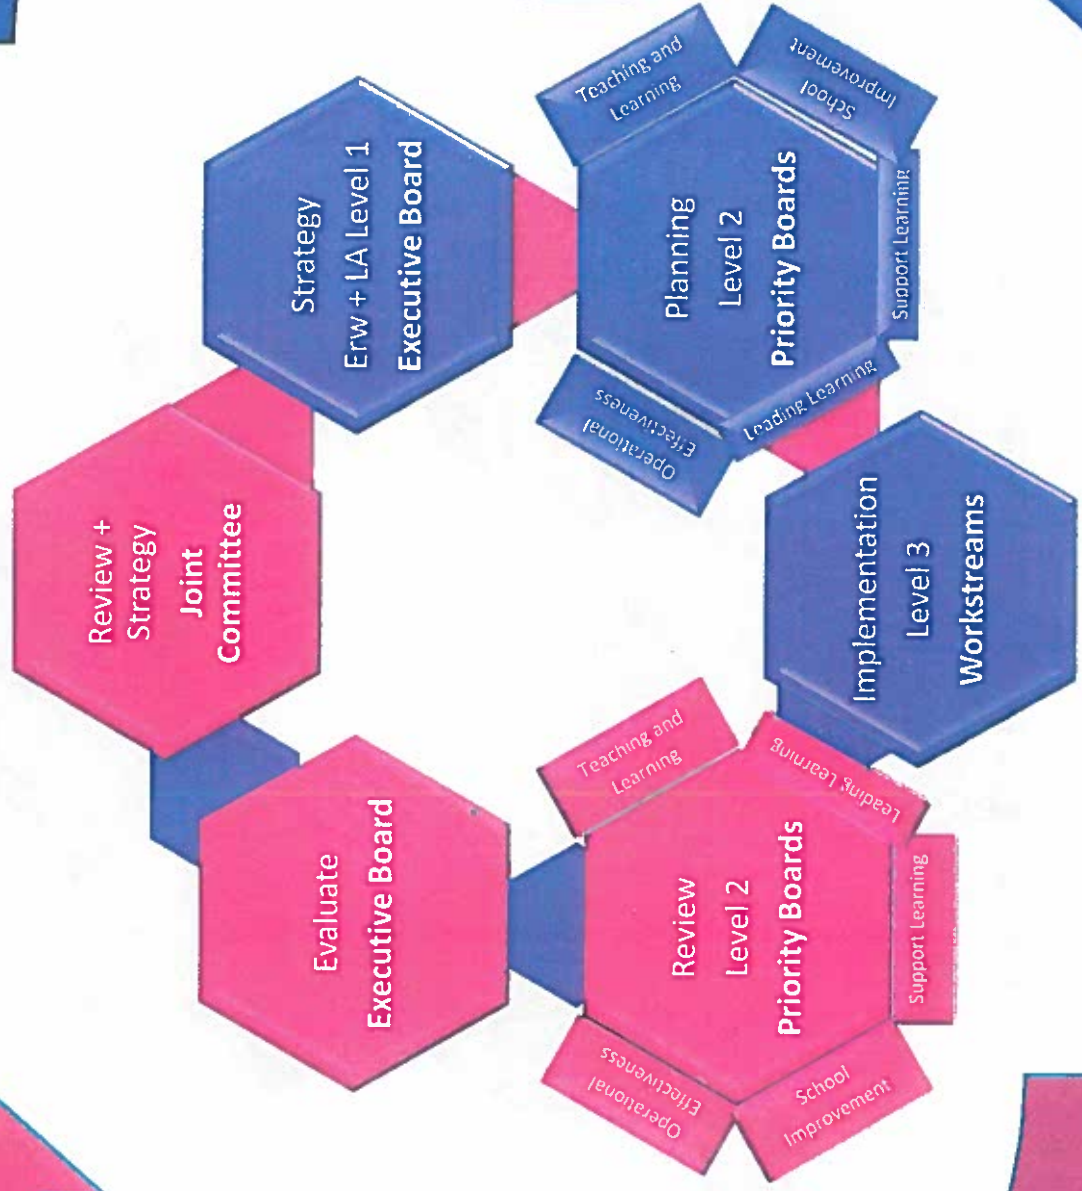 Review +
Strategy
Joint
Committee
Strategy
Erw + LA Level 1
Executive Board
Planning
Level 2
Priority Boards
Teaching and
Learning
School
Improvement
Support Learning
Leading Learning
Operational
Effectiveness
Implementation
Level 3
Workstreams
Review
Level 2
Priority Boards
Teaching and
Learning
Leading Learning
Support Learning
School
Improvement
Operational
Effectiveness
Evaluate
Executive Board